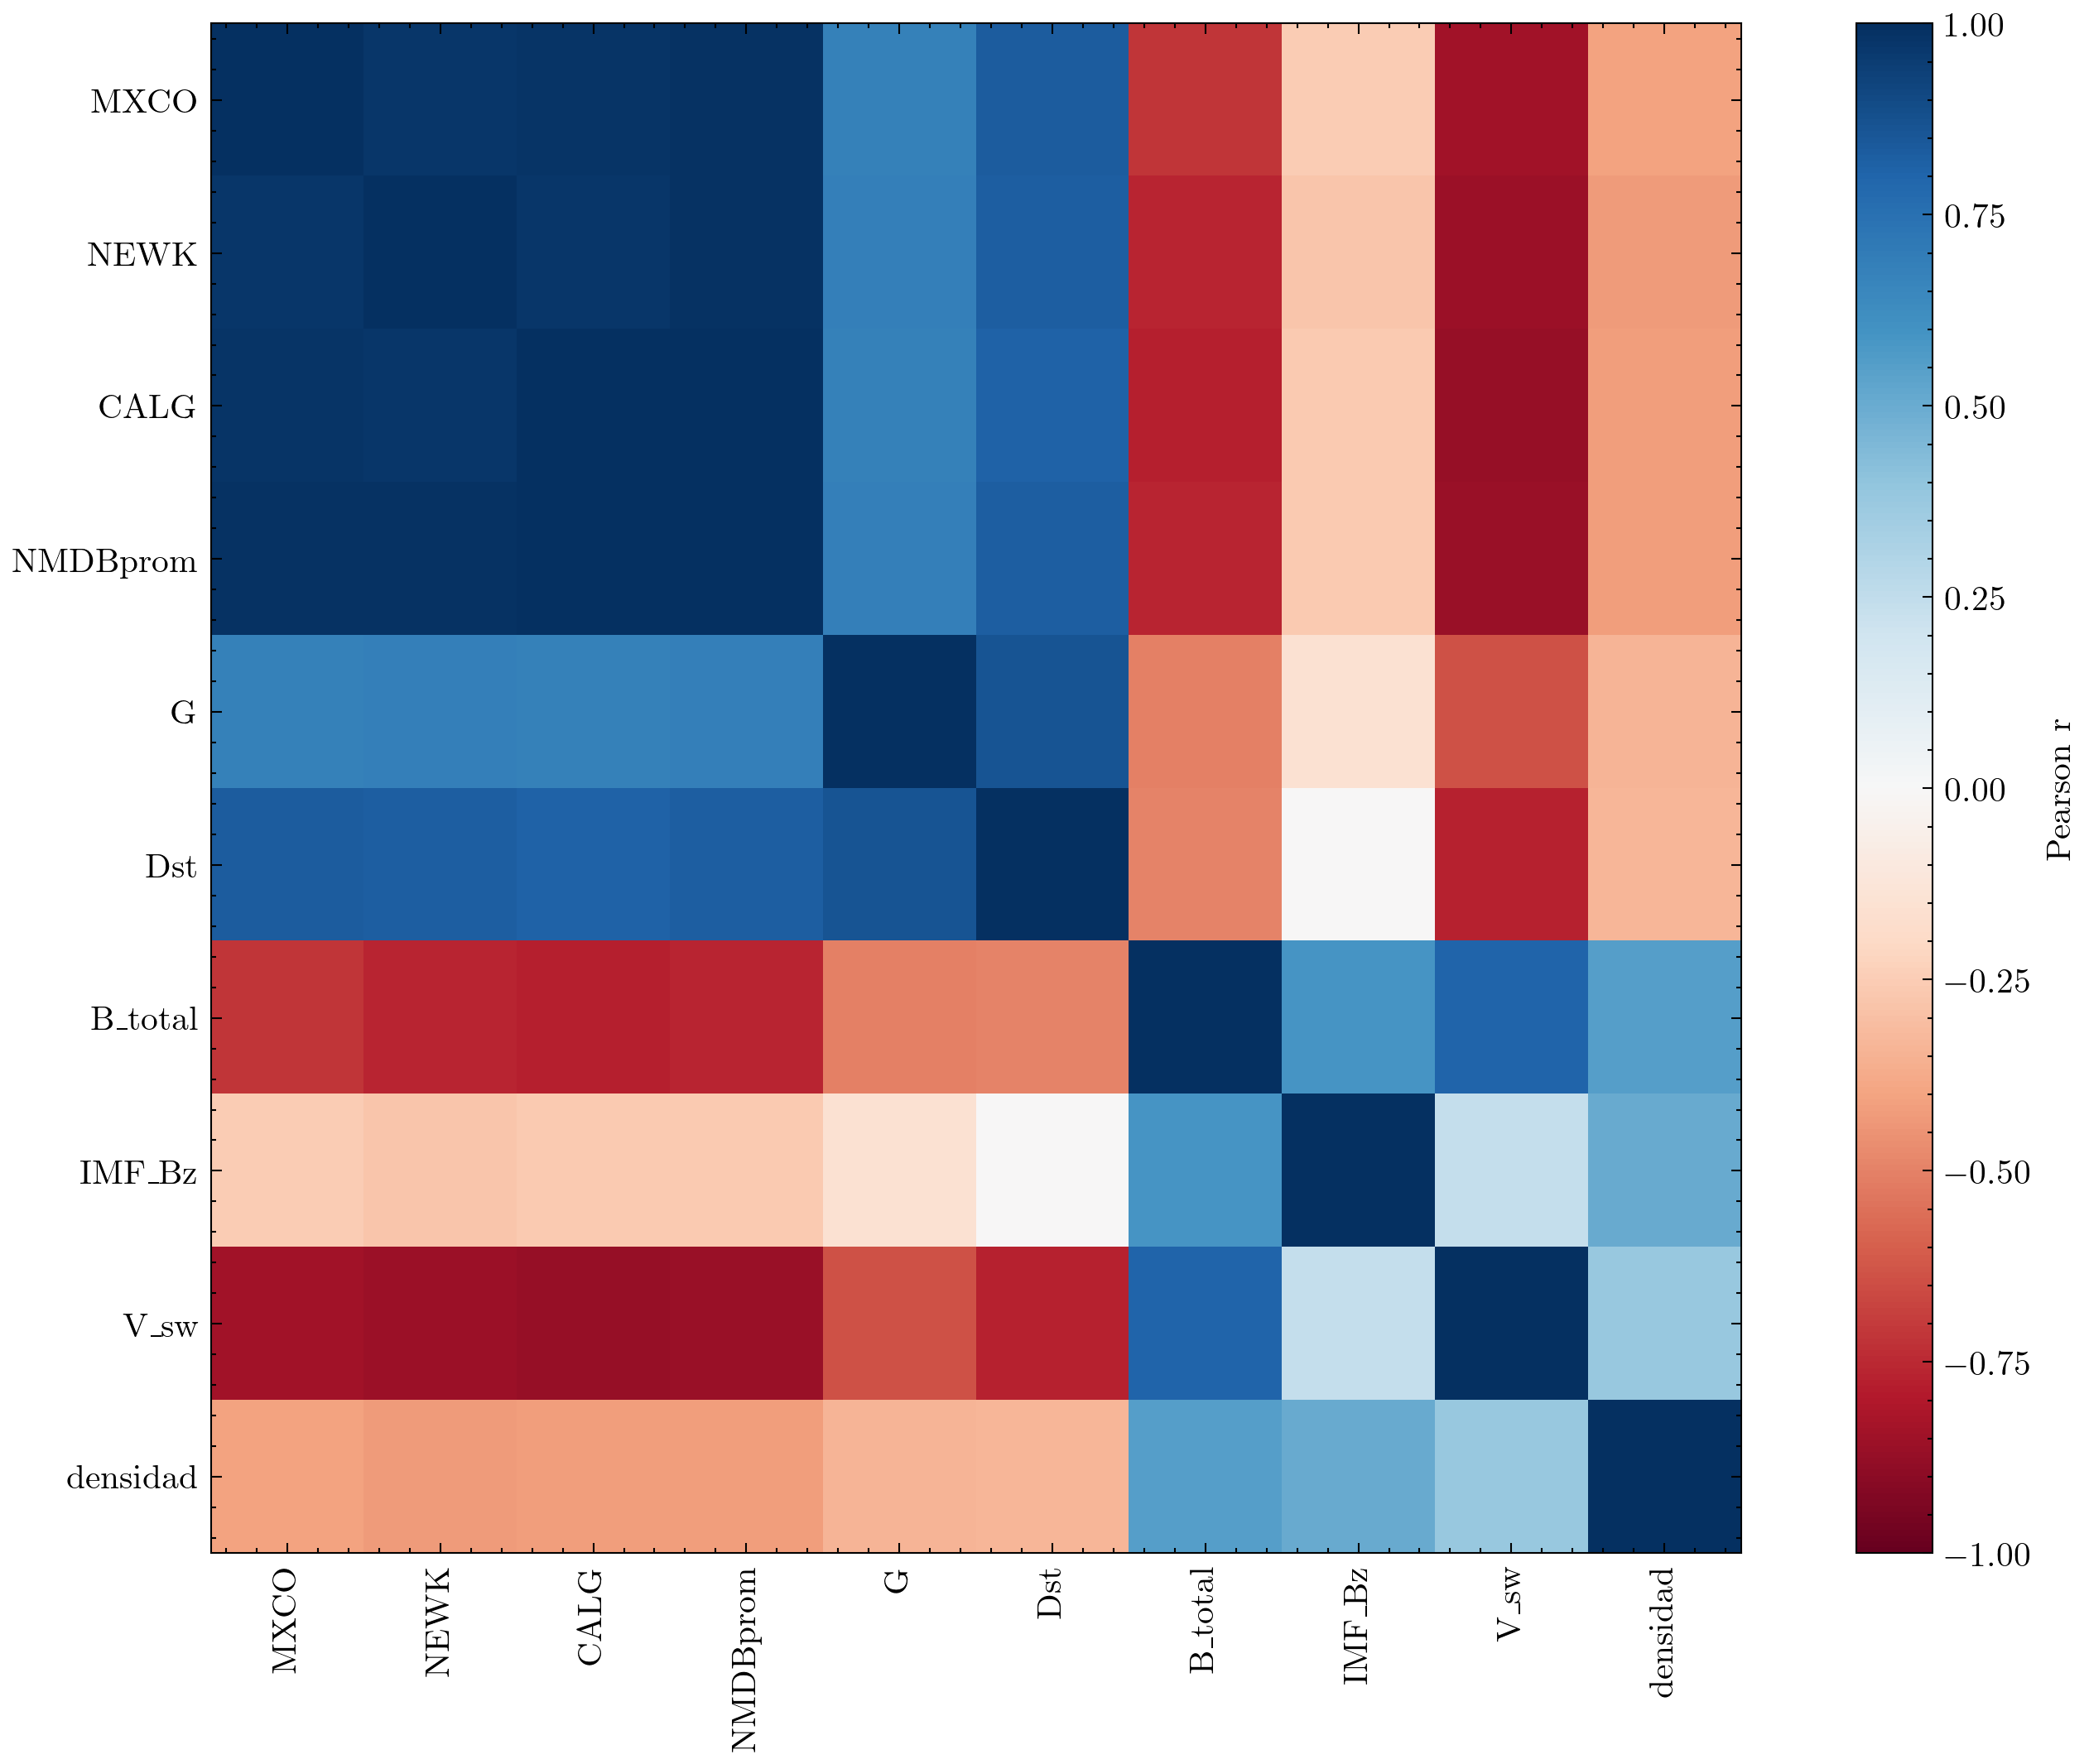 MXCO
NEWK
CALG
NMDBprom
G
Dst
B_total
IMF_Bz
V_sw
densidad
MXCO
NEWK
CALG
NMDBprom
G
Dst
B_total
IMF_Bz
V_sw
densidad
1.00
0.75
0.50
0.25
0.00
−0.25
−0.50
−0.75
−1.00
Pearson r